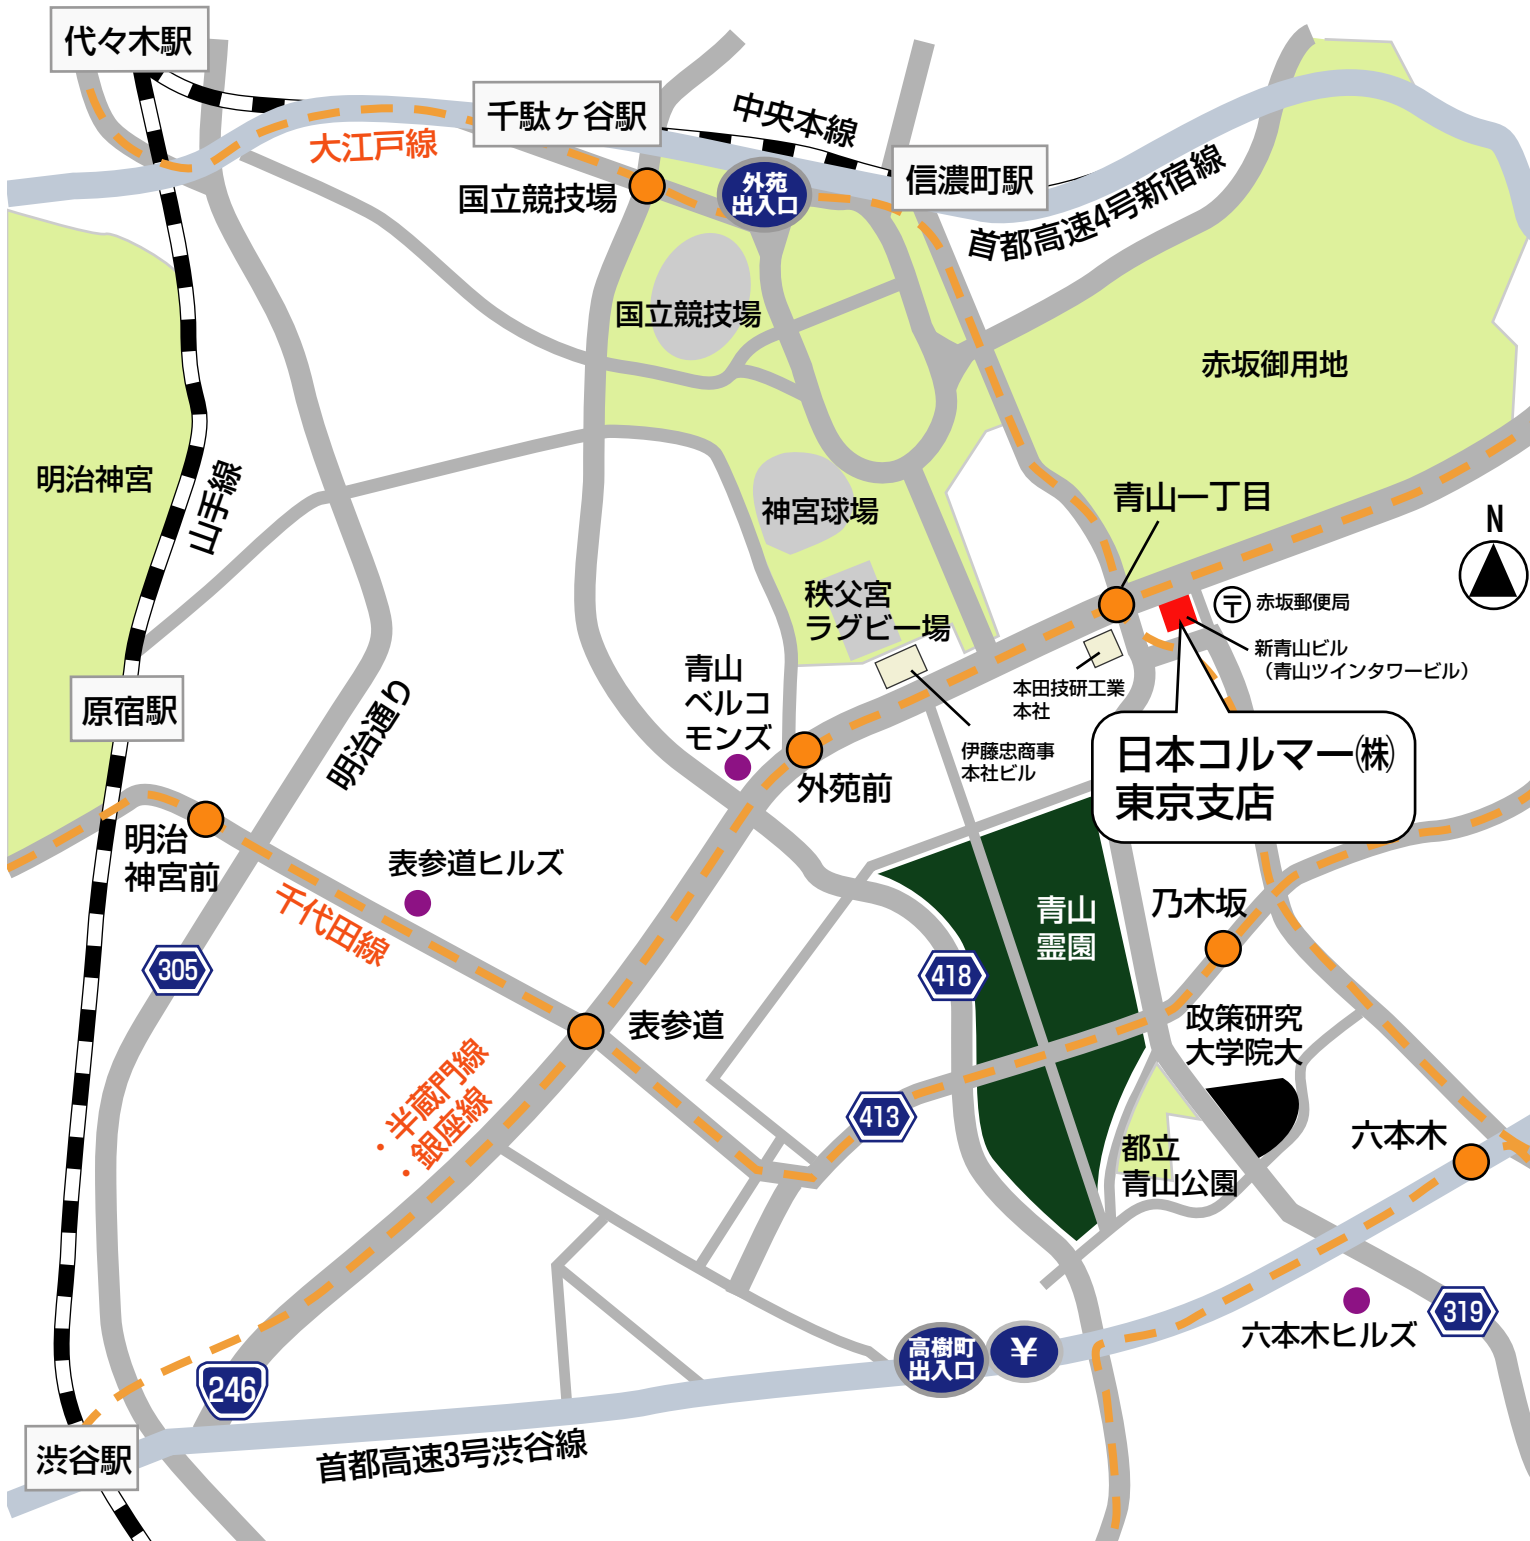 代々木駅
千駄ヶ谷駅
中央本線
大江戸線
信濃町駅
国立競技場
外苑
出入口
首都高速4号新宿線
国立競技場
赤坂御用地
明治神宮
山手線
神宮球場
青山一丁目
N
秩父宮
ラグビー場
〒
赤坂郵便局
新青山ビル
（青山ツインタワービル）
青山
ベルコ
モンズ
本田技研工業
本社
原宿駅
明治通り
伊藤忠商事
本社ビル
日本コルマー㈱
東京支店
外苑前
明治
神宮前
表参道ヒルズ
千代田線
青山
霊園
乃木坂
305
418
表参道
政策研究
大学院大
・半蔵門線
・銀座線
413
六本木
都立
青山公園
319
六本木ヒルズ
高樹町
出入口
¥
246
首都高速3号渋谷線
渋谷駅